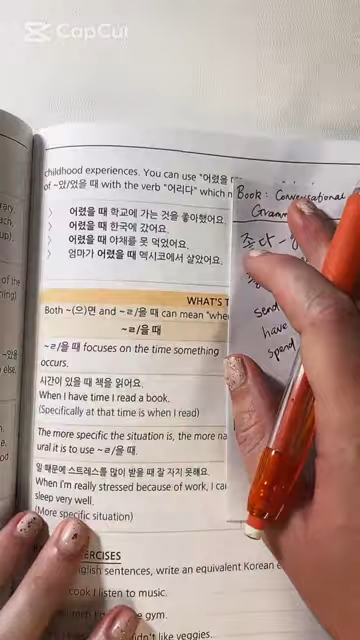 CapCut
childhood experiences. You can use "어렸을
of ~았/었을 때 with the verb "어리다" which
어렸을 때 학교에 가는 것을 좋아했어요.
어렸을 때 한국에 갔어요.
어렸을 때 야채를 못 먹었어요.
엄마가 어렸을 때 멕시코에서 살았어요.
WHAT'S
Both ~(으)면 and ~ㄹ/을 때 can mean
~ㄹ/을 때
~ㄹ/을 때 focuses on the time something
occurs.
시간이 있을 때 책을 읽어요.
When I have time I read a book.
(Specifically at that time is when I read)
The more specific the situation is, the more
ural it is to use ~ㄹ/을 때.
일 때문에 스트레스를 많이 받을 때 잘 자지 못해요.
When I'm really stressed because of work, I
sleep very well.
(More specific situation)
English sentences, write an equivalent Korean
cook I listen to music.
gym.
like veggies.
Book: Conversational
좋다
send
have
spend
of the
else.